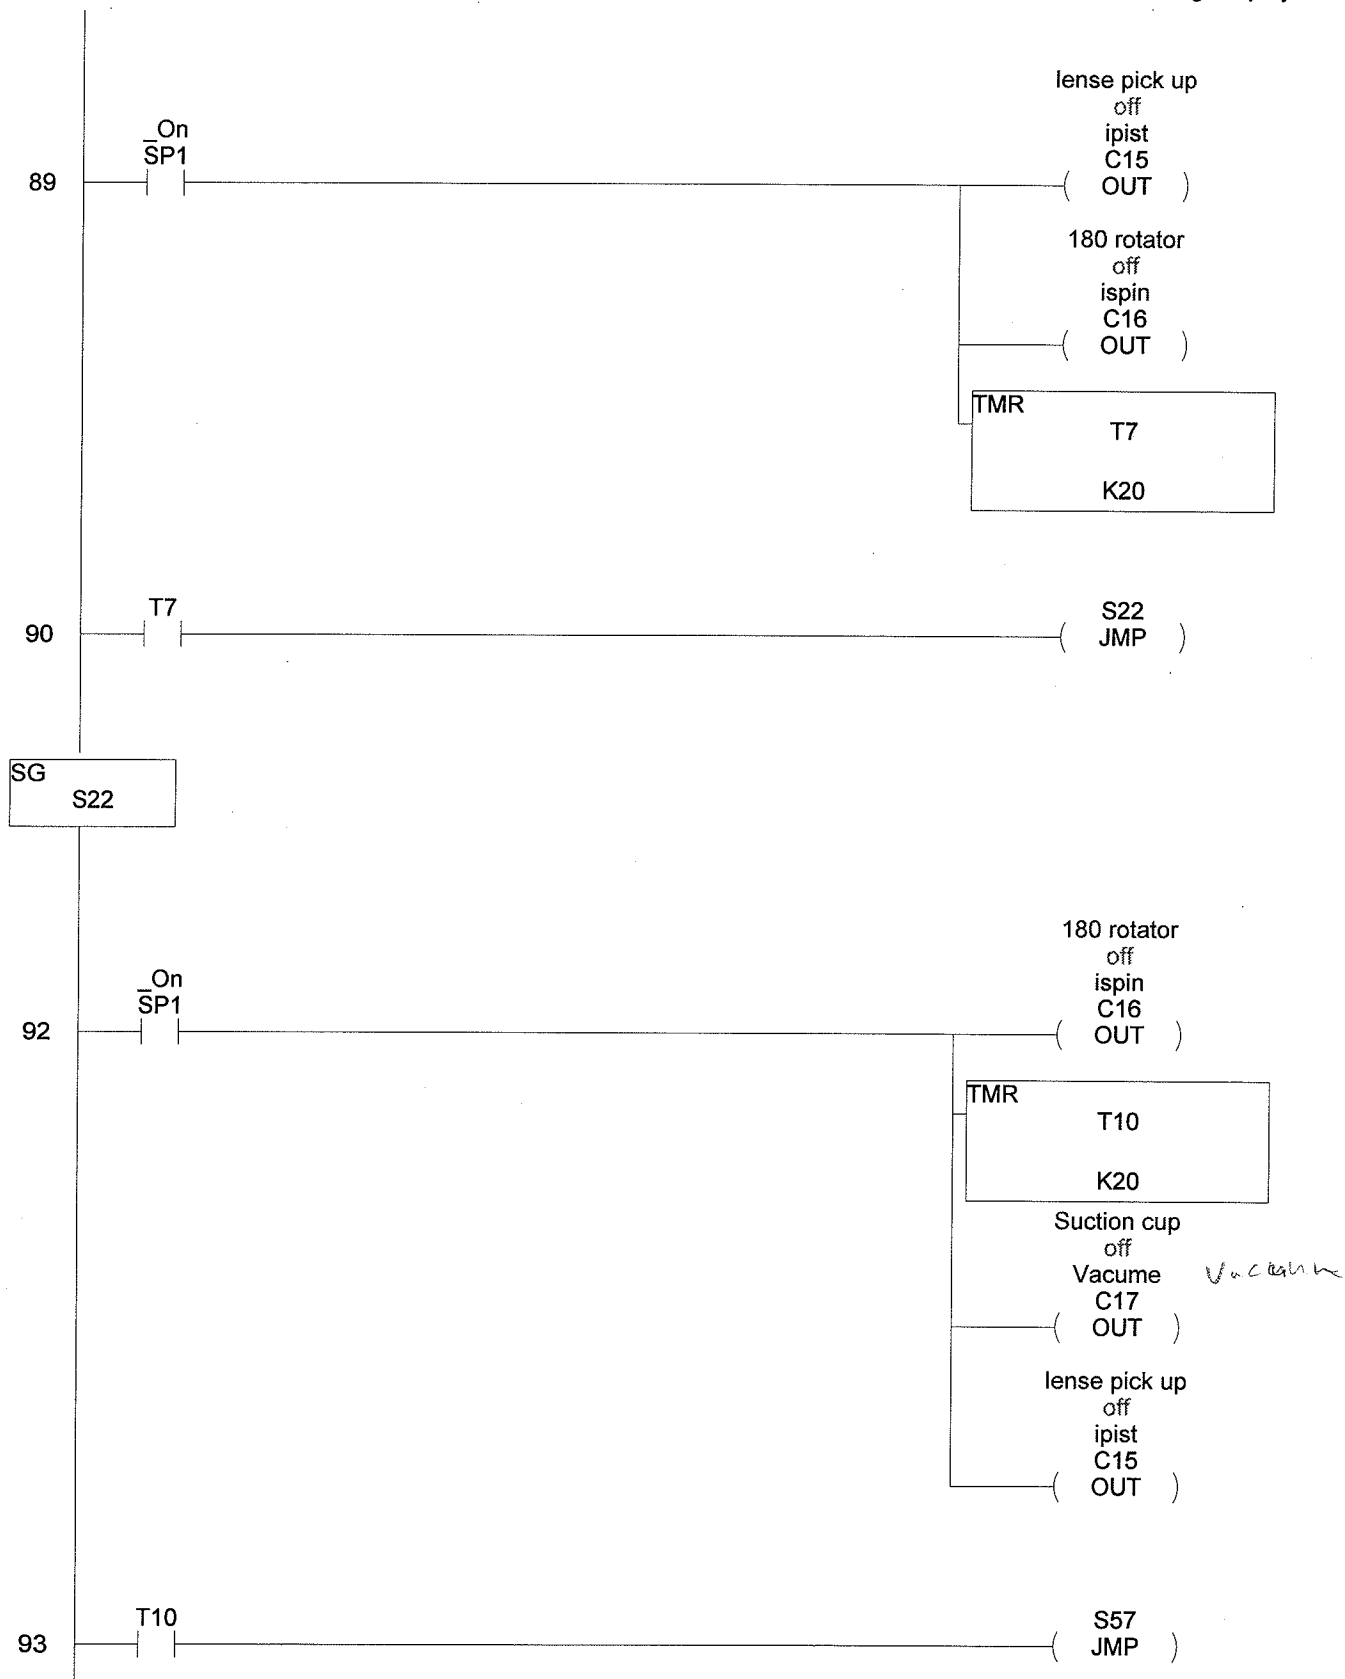 lense pick up
off
ipist
C15
_On
SP1
89
OUT
180 rotator
off
ispin
C16
OUT
TMR
T7
K20
T7
S22
90
JMP
SG
S22
180 rotator
off
ispin
C16
_On
SP1
92
OUT
TMR
T10
K20
Suction cup
off
Vacume
C17
OUT
lense pick up
off
ipist
C15
OUT
T10
S57
93
JMP